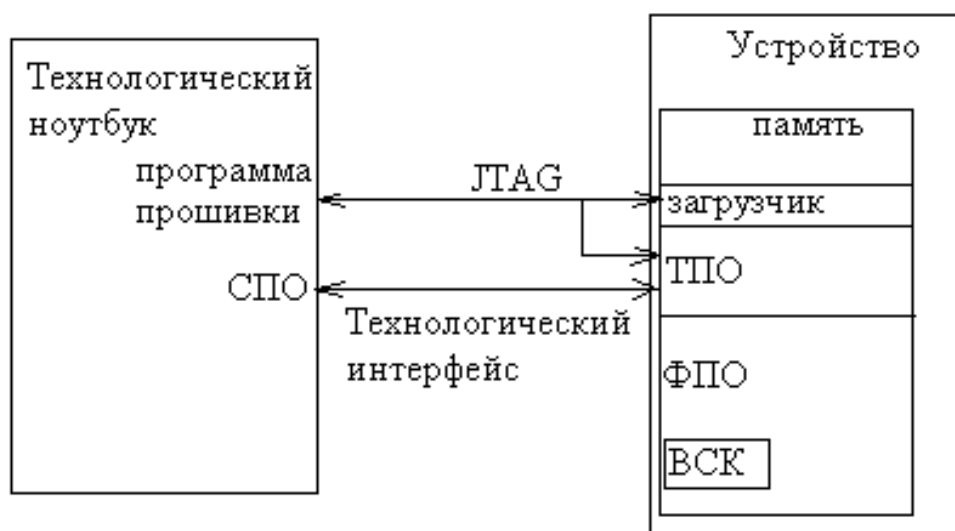 Технологический
ноутбук
программа
прошивки
СПО
JTAG
Технологический
интерфейс
Устройство
память
загрузчик
ТПО
ФПО
ВСК